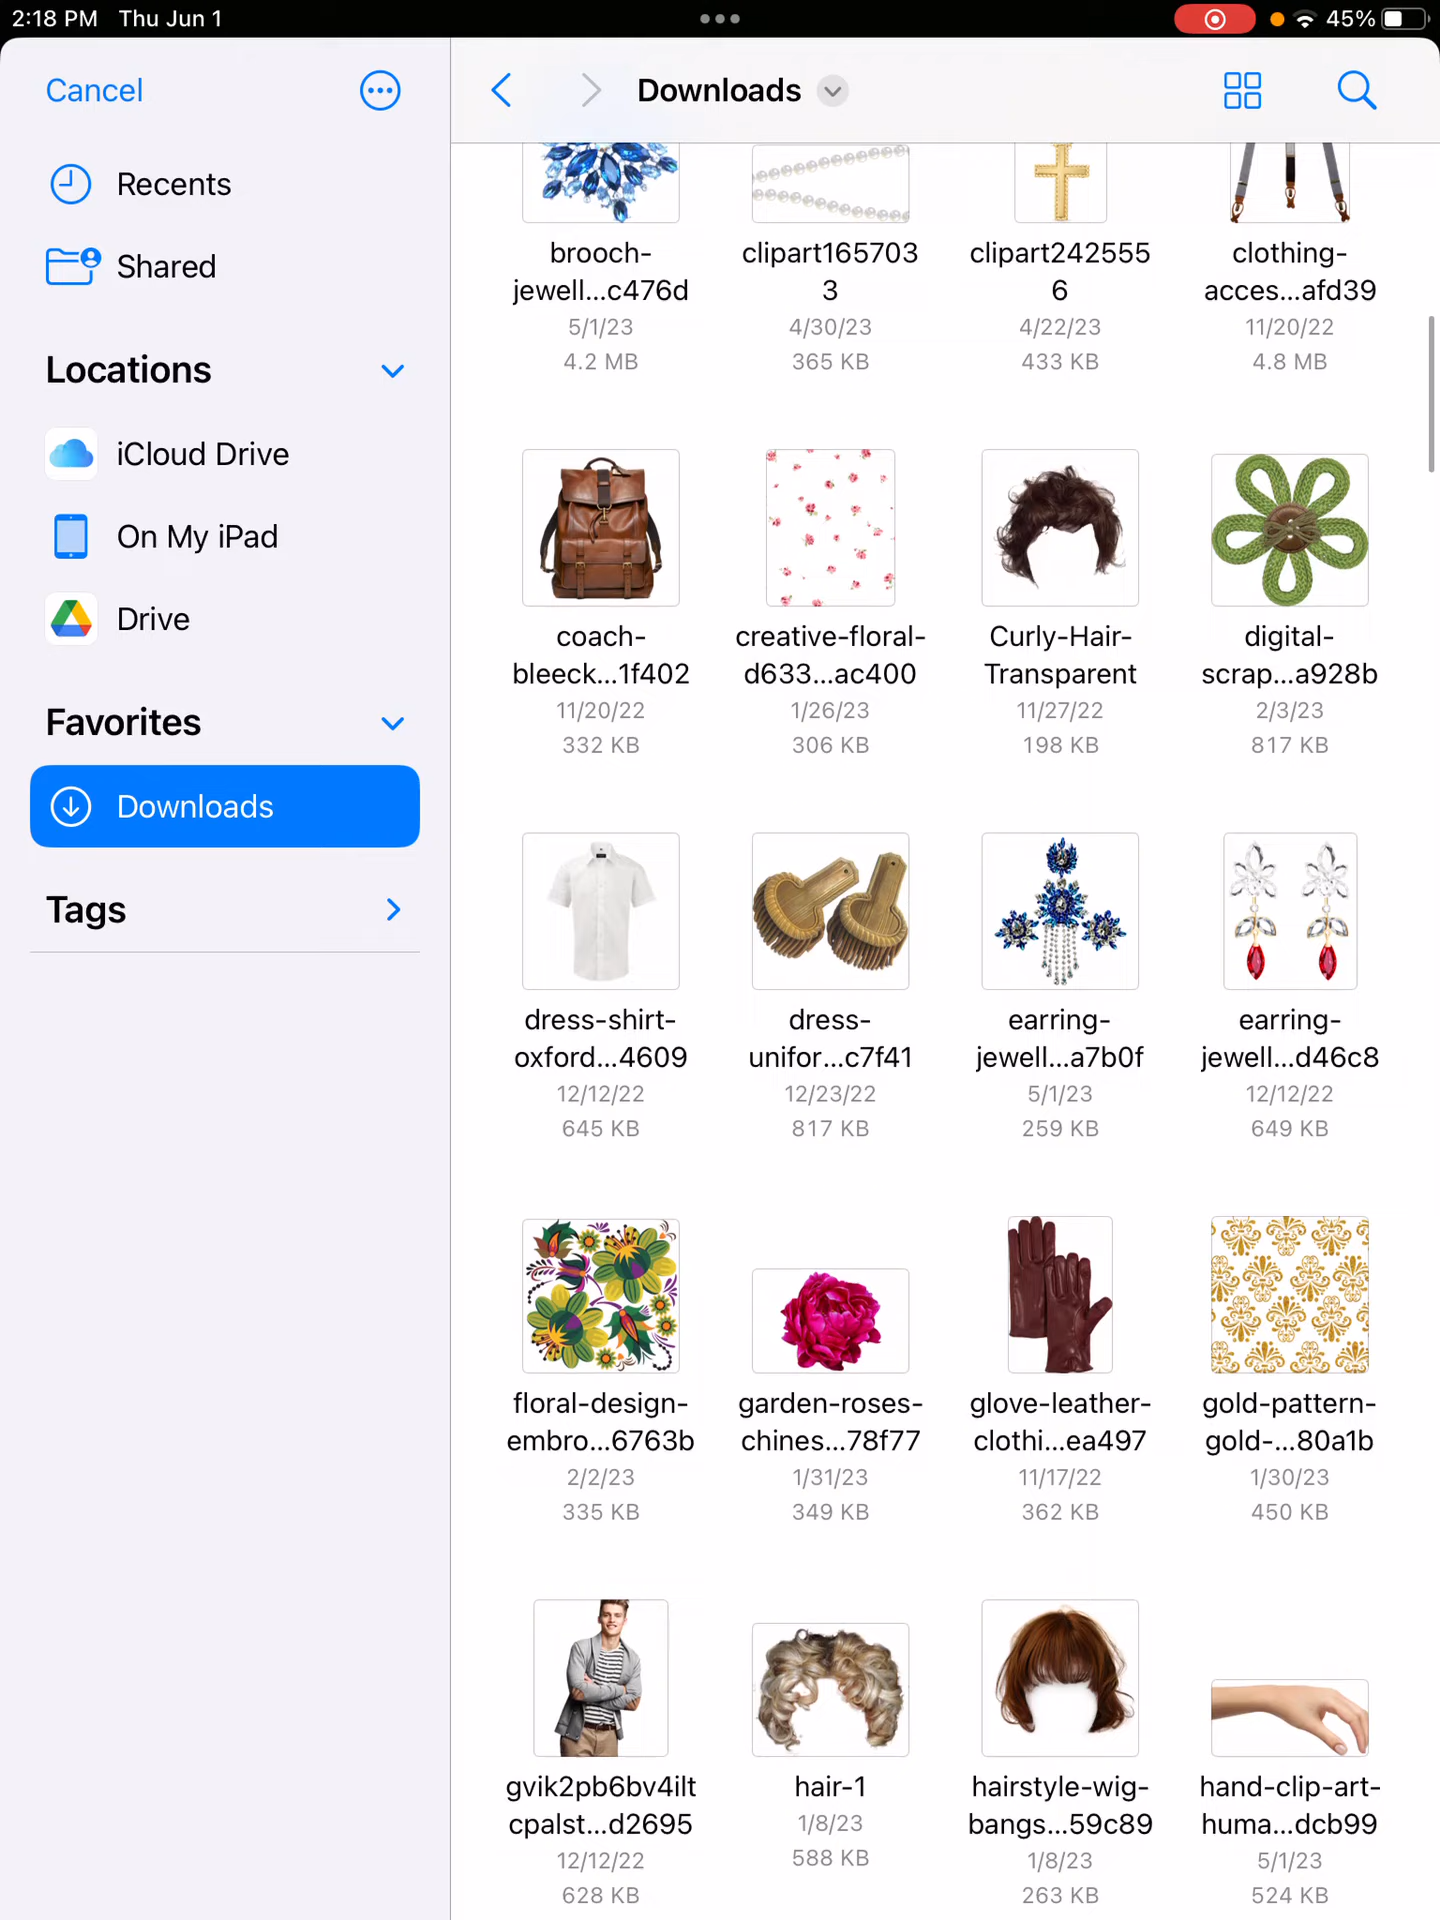 2:18 PM Thu Jun 1
45%
Cancel
Downloads
Recents
Shared
Locations
iCloud Drive
On My iPad
Drive
Favorites
Downloads
Tags
brooch-
jewell...c476d
5/1/23
4.2 MB
clipart165703
3
4/30/23
365 KB
clipart242555
6
4/22/23
433 KB
clothing-
acces...afd39
11/20/22
4.8 MB
coach-
bleeck...1f402
11/20/22
332 KB
creative-floral-
d633...ac400
1/26/23
306 KB
Curly-Hair-
Transparent
11/27/22
198 KB
digital-
scrap...a928b
2/3/23
817 KB
dress-shirt-
oxford...4609
12/12/22
645 KB
dress-
unifor...c7f41
12/23/22
817 KB
earring-
jewell...a7b0f
5/1/23
259 KB
earring-
jewell...d46c8
12/12/22
649 KB
floral-design-
embro...6763b
2/2/23
335 KB
garden-roses-
chines...78f77
1/31/23
349 KB
glove-leather-
clothi...ea497
11/17/22
362 KB
gold-pattern-
gold-...80a1b
1/30/23
450 KB
gvik2pb6bv4ilt
cpalst...d2695
12/12/22
628 KB
hair-1
1/8/23
588 KB
hairstyle-wig-
bangs...59c89
1/8/23
263 KB
hand-clip-art-
huma...dcb99
5/1/23
524 KB